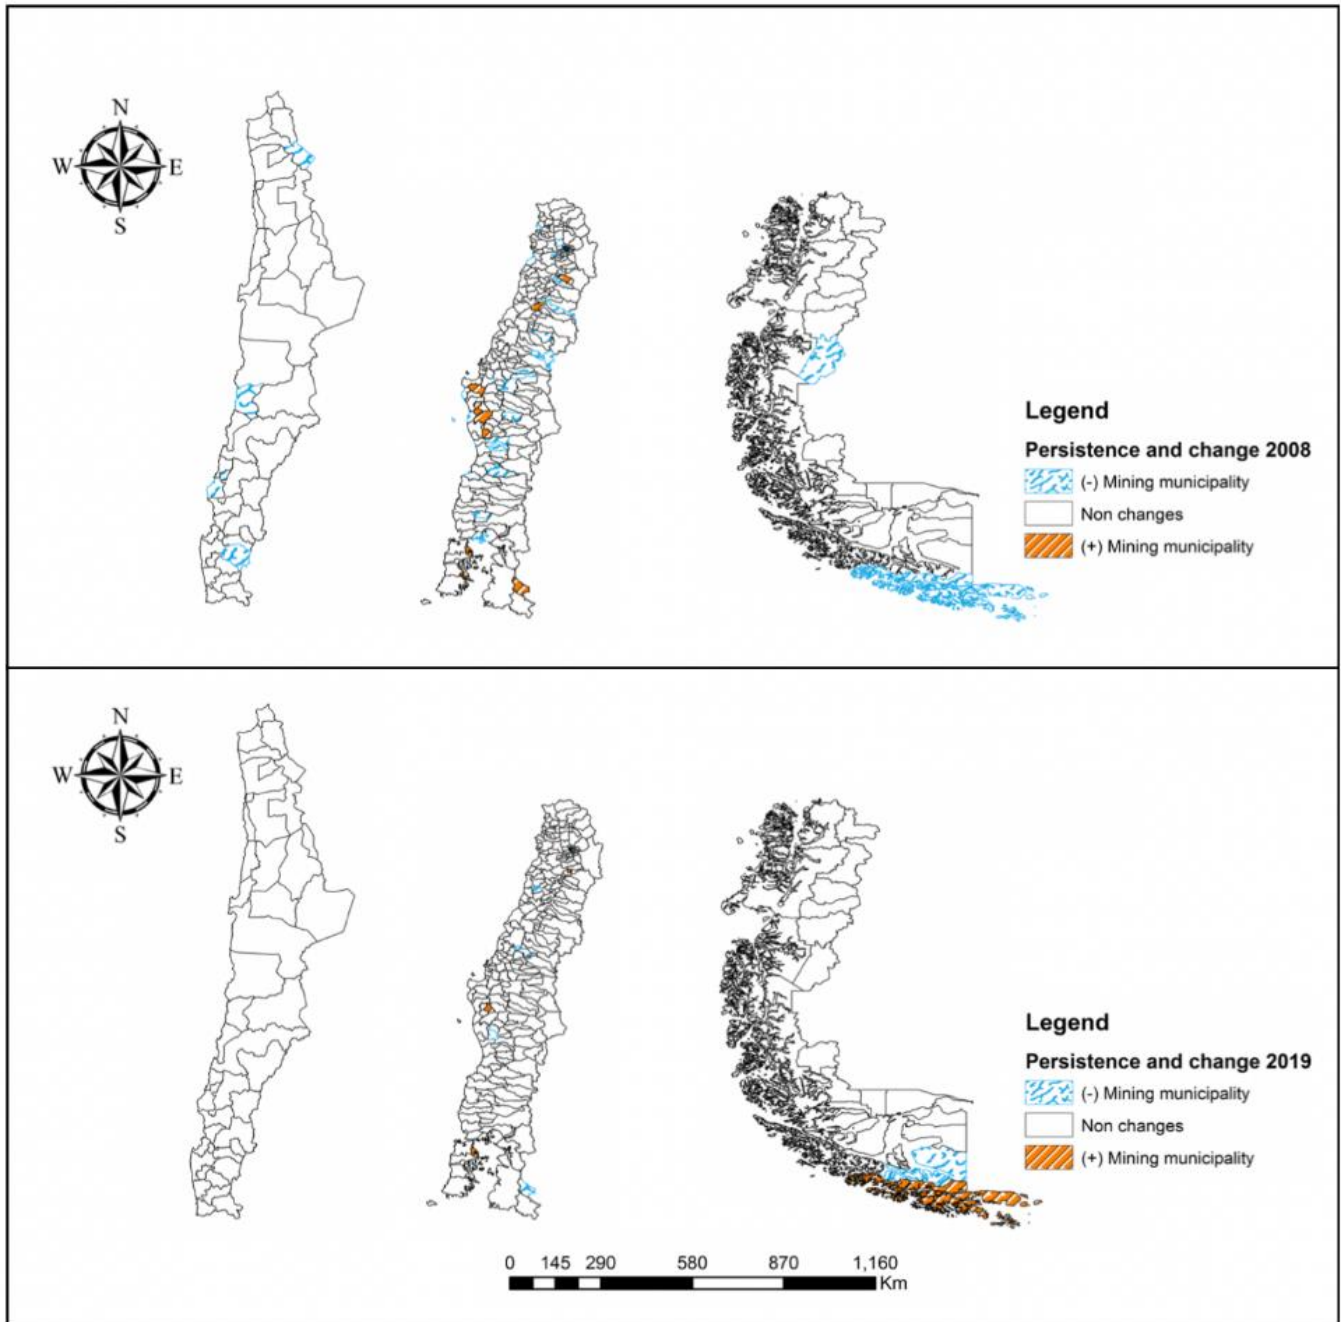 N
W E
S
Legend
Persistence and change 2008
(-) Mining municipality
Non changes
(+) Mining municipality
N
W E
S
Legend
Persistence and change 2019
(-) Mining municipality
Non changes
(+) Mining municipality
0 145 290 580 870 1,160
Km